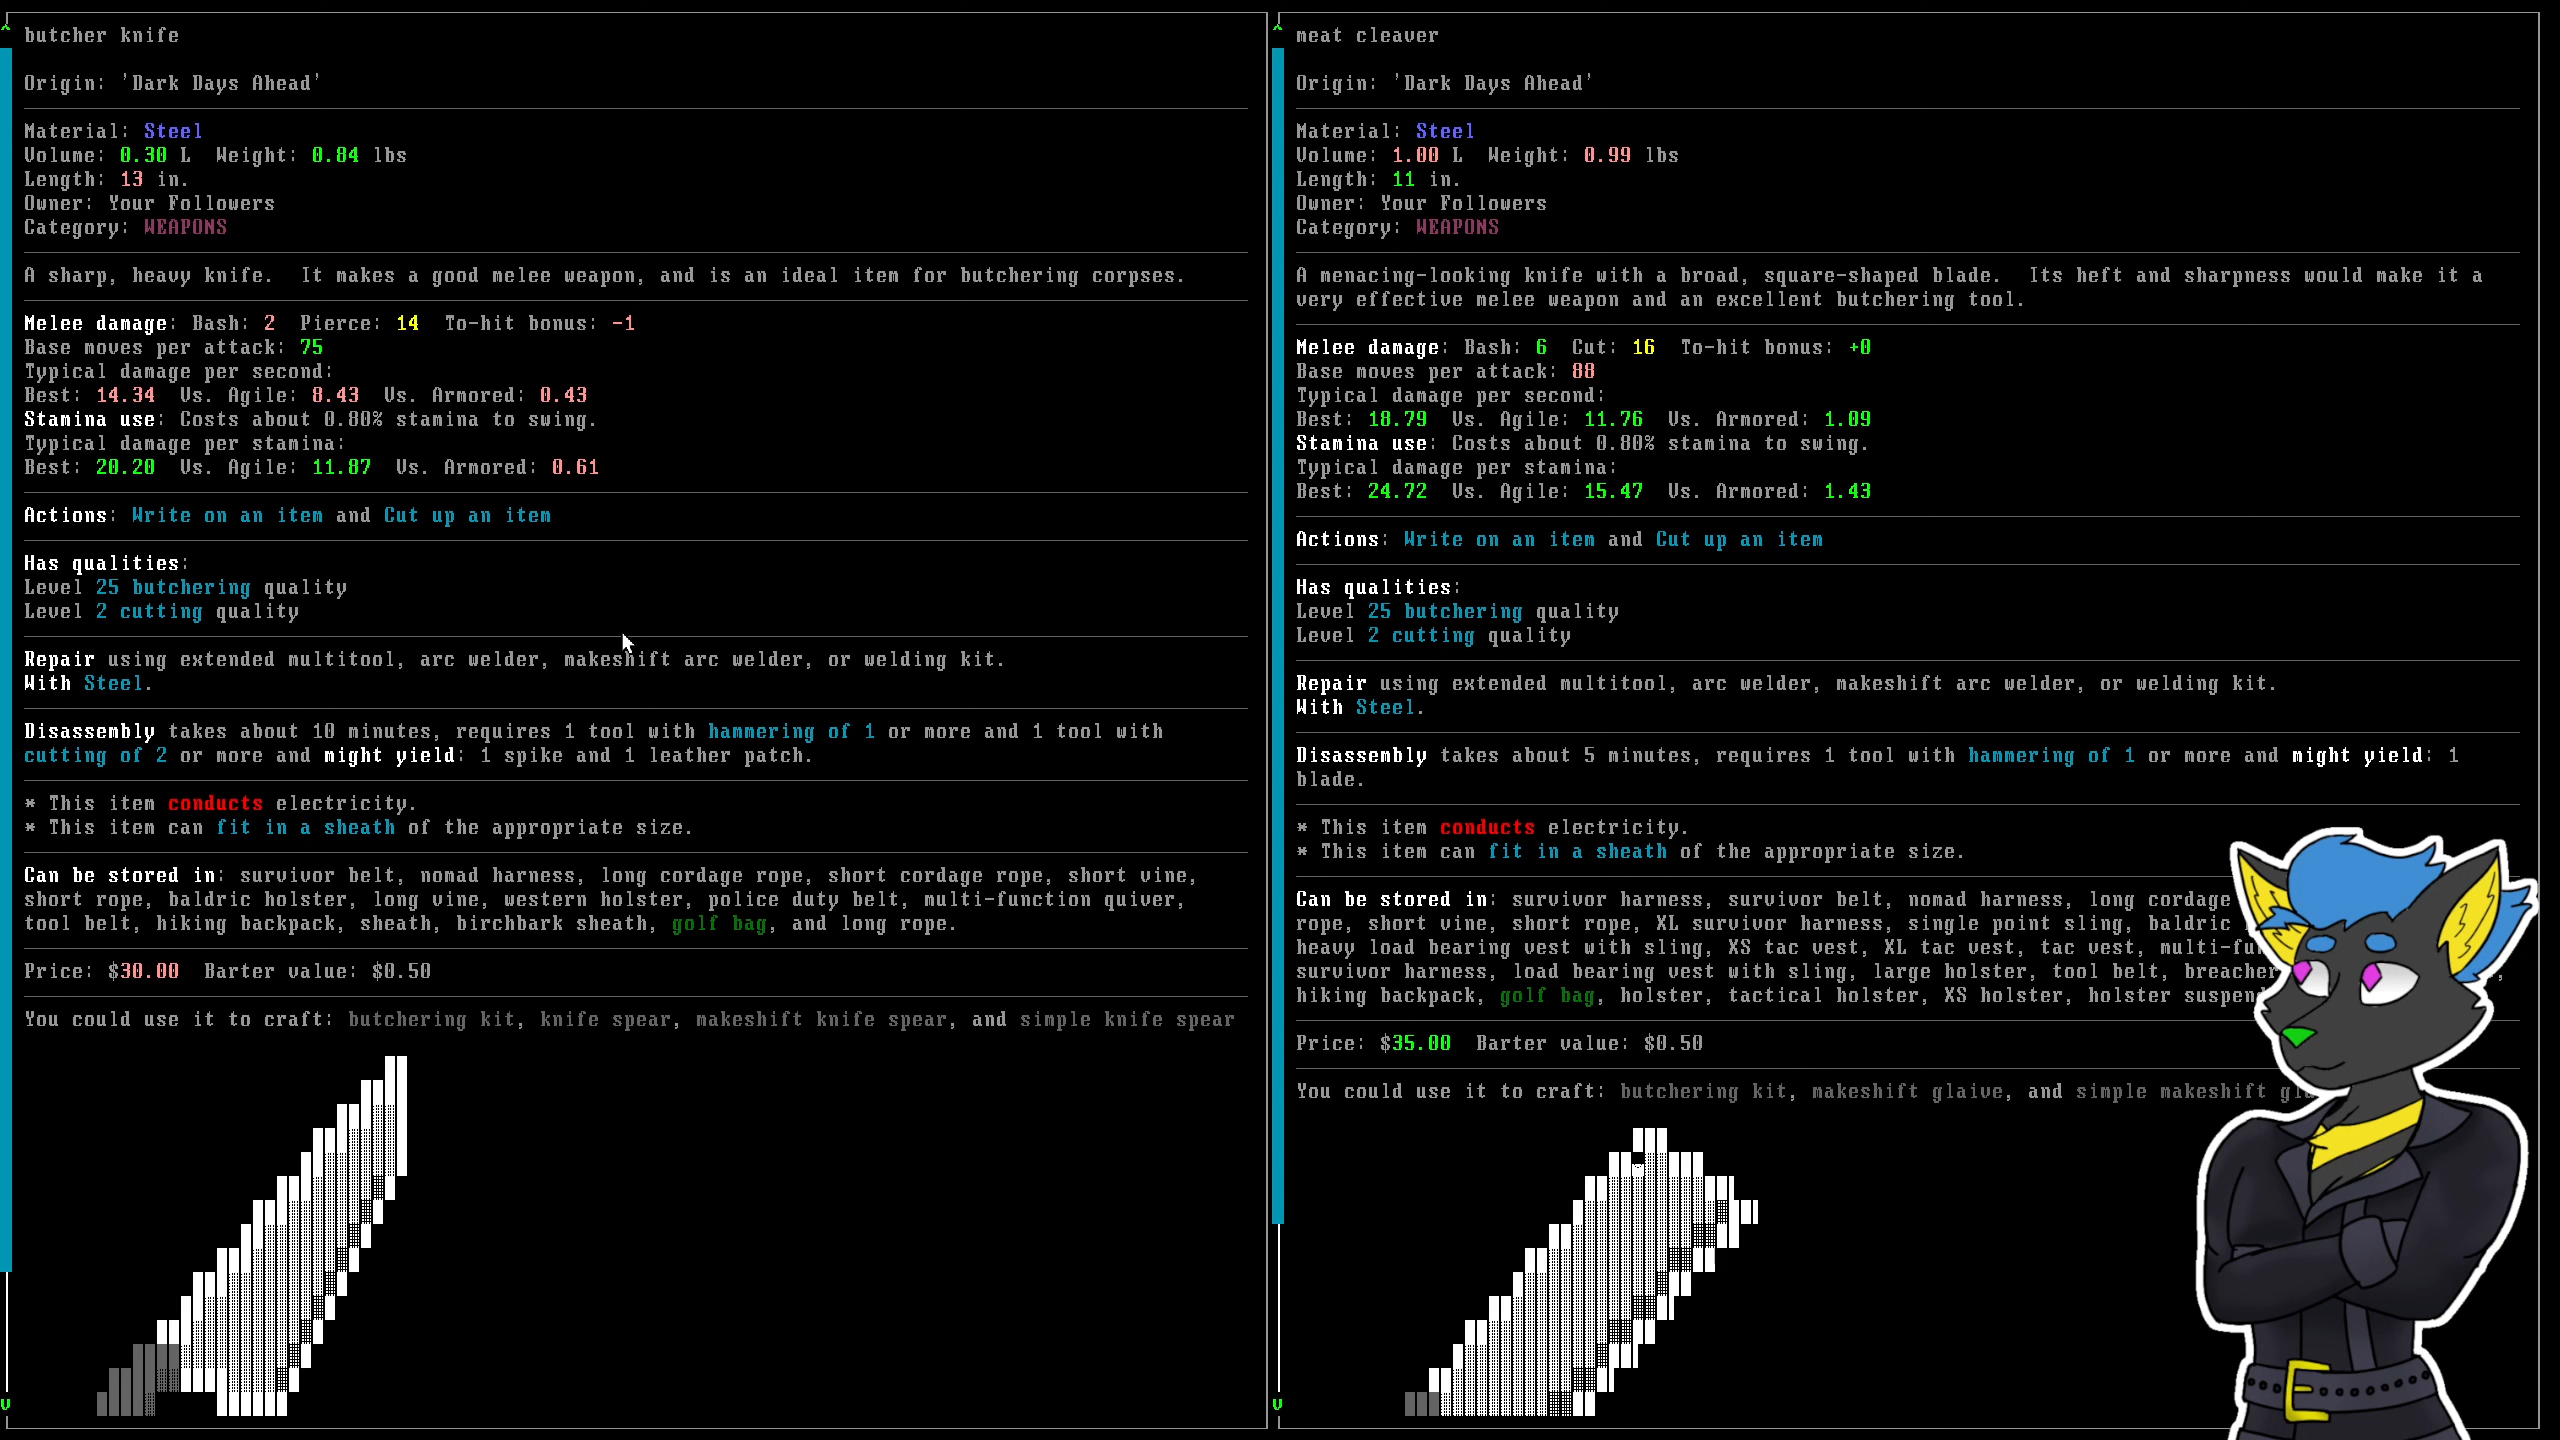 butcher knife
Origin: 'Dark Days Ahead'
Material: Steel
Volume: 0.30 L  Weight: 0.84 lbs
Length: 13 in.
Owner: Your Followers
Category: WEAPONS
A sharp, heavy knife.  It makes a good melee weapon, and is an ideal item for butchering corpses.
Melee damage: Bash: 2  Pierce: 14  To-hit bonus: -1
Base moves per attack: 75
Typical damage per second:
Best: 14.34  Vs. Agile: 8.43  Vs. Armored: 0.43
Stamina use: Costs about 0.80% stamina to swing.
Typical damage per stamina:
Best: 20.20  Vs. Agile: 11.87  Vs. Armored: 0.61
Actions: Write on an item and Cut up an item
Has qualities:
Level 25 butchering quality
Level 2 cutting quality
Repair using extended multitool, arc welder, makeshift arc welder, or welding kit.
With Steel.
Disassembly takes about 10 minutes, requires 1 tool with hammering of 1 or more and 1 tool with
cutting of 2 or more and might yield: 1 spike and 1 leather patch.
* This item conducts electricity.
* This item can fit in a sheath of the appropriate size.
Can be stored in: survivor belt, nomad harness, long cordage rope, short cordage rope, short vine,
short rope, baldric holster, long vine, western holster, police duty belt, multi-function quiver,
tool belt, hiking backpack, sheath, birchbark sheath, golf bag, and long rope.
Price: $30.00  Barter value: $0.50
You could use it to craft: butchering kit, knife spear, makeshift knife spear, and simple knife spear
meat cleaver
Origin: 'Dark Days Ahead'
Material: Steel
Volume: 1.00 L  Weight: 0.99 lbs
Length: 11 in.
Owner: Your Followers
Category: WEAPONS
A menacing-looking knife with a broad, square-shaped blade.  Its heft and sharpness would make it a
very effective melee weapon and an excellent butchering tool.
Melee damage: Bash: 6  Cut: 16  To-hit bonus: +0
Base moves per attack: 88
Typical damage per second:
Best: 18.79  Vs. Agile: 11.76  Vs. Armored: 1.09
Stamina use: Costs about 0.80% stamina to swing.
Typical damage per stamina:
Best: 24.72  Vs. Agile: 15.47  Vs. Armored: 1.43
Actions: Write on an item and Cut up an item
Has qualities:
Level 25 butchering quality
Level 2 cutting quality
Repair using extended multitool, arc welder, makeshift arc welder, or welding kit.
With Steel.
Disassembly takes about 5 minutes, requires 1 tool with hammering of 1 or more and might yield: 1
blade.
* This item conducts electricity.
* This item can fit in a sheath of the appropriate size.
Can be stored in: survivor harness, survivor belt, nomad harness, long cordage
rope, short vine, short rope, XL survivor harness, single point sling, baldric
heavy load bearing vest with sling, XS tac vest, XL tac vest, tac vest,
survivor harness, load bearing vest with sling, large holster, tool belt, breacher
hiking backpack, golf bag, holster, tactical holster, XS holster, holster
Price: $35.00  Barter value: $0.50
You could use it to craft: butchering kit, makeshift glaive, and simple makeshift